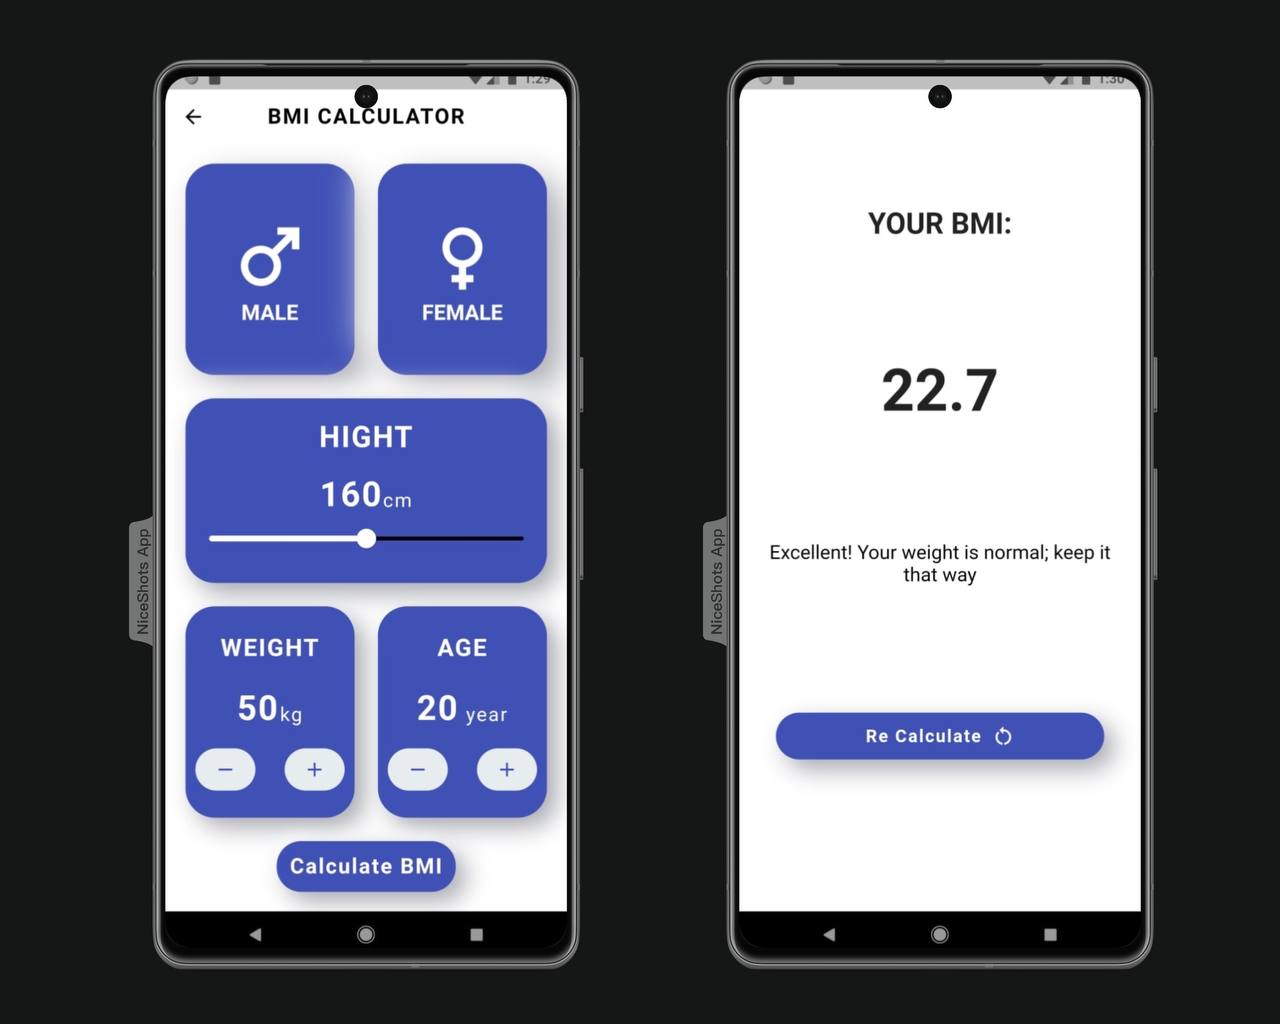 1:29
BMI CALCULATOR
MALE
FEMALE
HIGHT
160cm
WEIGHT
50kg
− +
AGE
20 year
− +
Calculate BMI
NiceShots App
1:30
YOUR BMI:
22.7
Excellent! Your weight is normal; keep it
that way
Re Calculate
NiceShots App